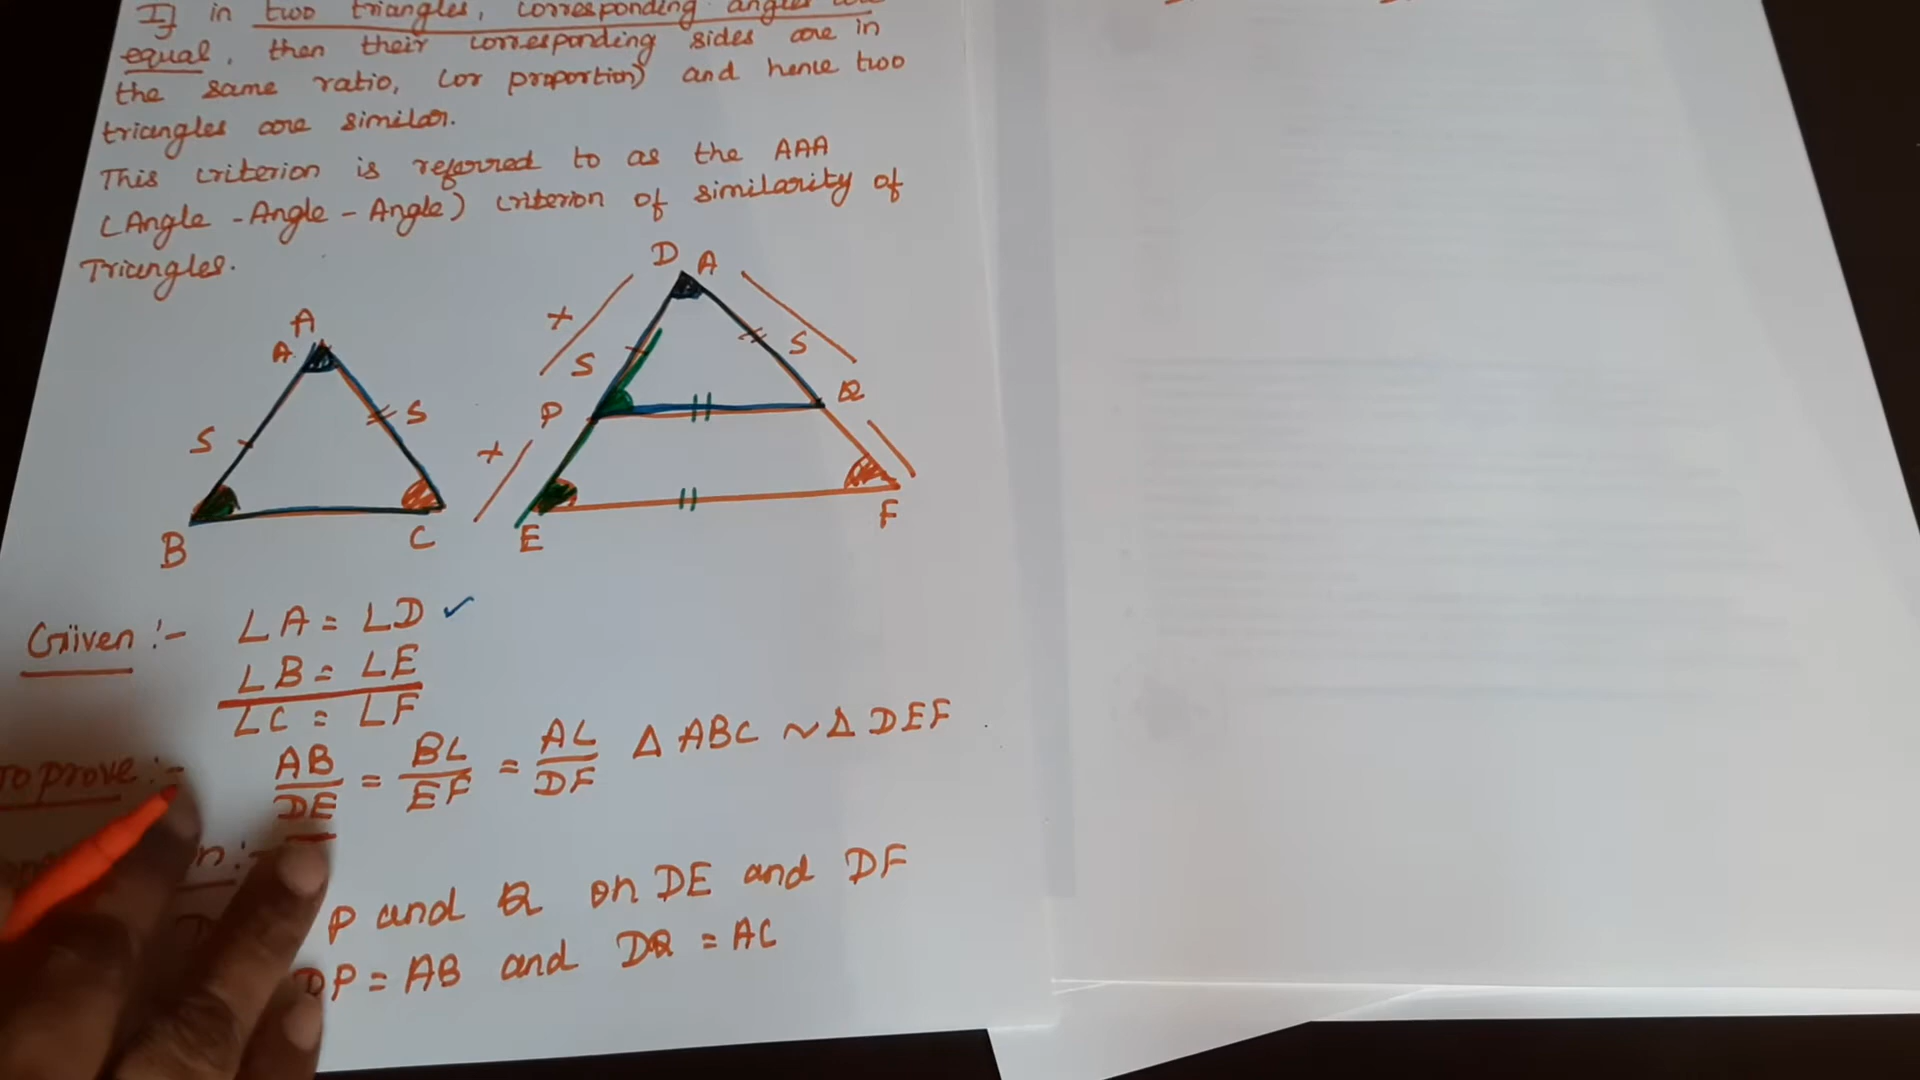 If in two triangles, corresponding angles are
equal, then their corresponding sides are in
the same ratio, (or proportion) and hence two
triangles are similar.
This criterion is referred to as the AAA
(Angle - Angle - Angle) criterion of similarity of
Triangles.
D A
A
A
x
S
S
S
S
P
Q
x
B
C
E
F
Given :- ∠A = ∠D ✓
∠B = ∠E
∠C = ∠F
To prove :- AB/DE = BC/EF = AC/DF Δ ABC ~ Δ DEF
n :-
P and Q on DE and DF
DP = AB and DQ = AC